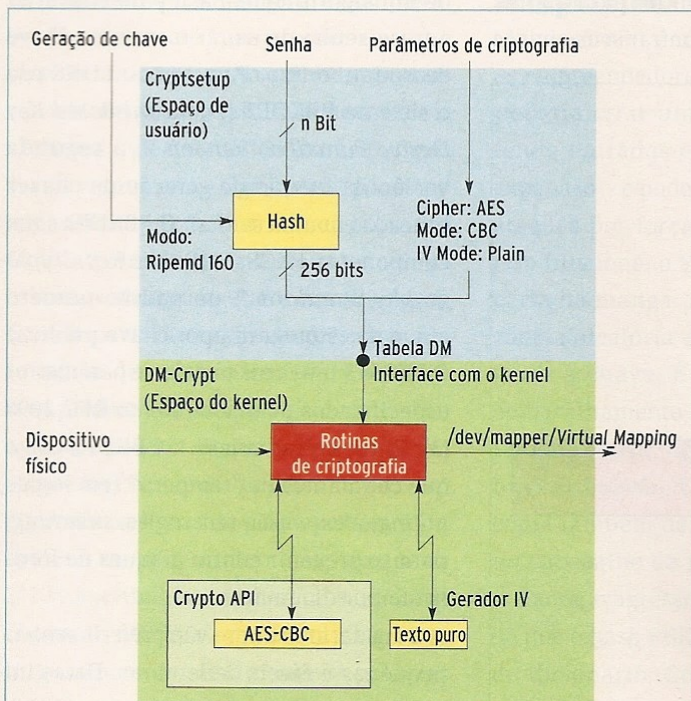 Geração de chave
Senha
Parâmetros de criptografia
Cryptsetup
(Espaço de
usuário)
n Bit
Hash
Modo:
Ripemd 160
256 bits
Cipher: AES
Mode: CBC
IV Mode: Plain
Tabela DM
Interface com o kernel
DM-Crypt
(Espaço do kernel)
Dispositivo
físico
Rotinas
de criptografia
/dev/mapper/Virtual_Mapping
Crypto API
AES-CBC
Gerador IV
Texto puro